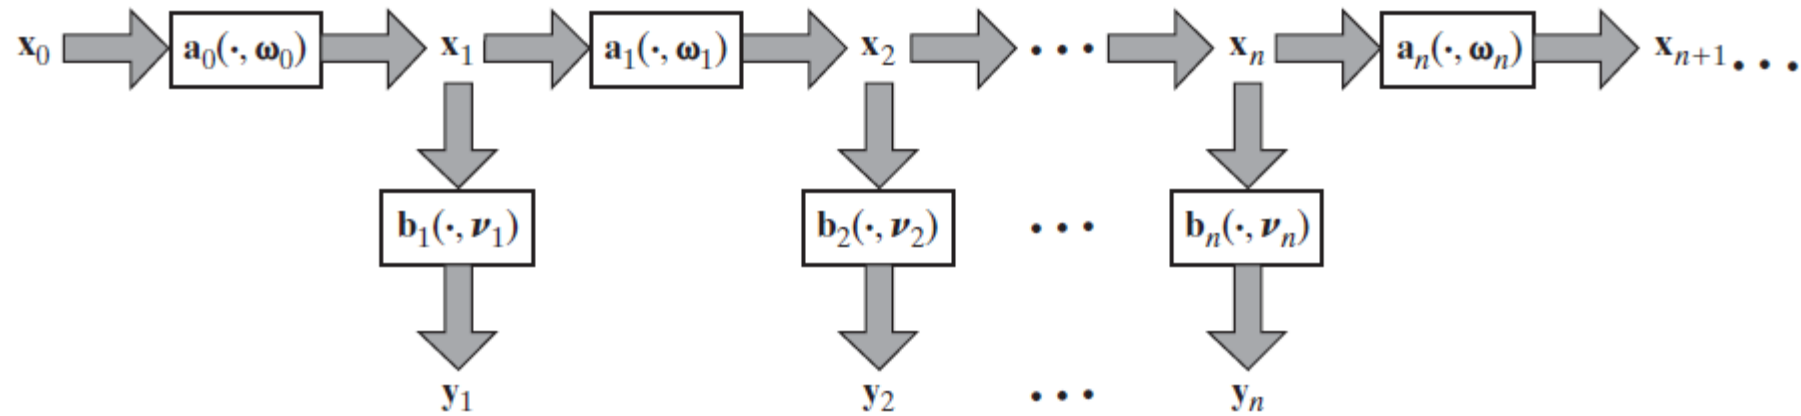 x₀ a₀(·, ω₀) x₁ a₁(·, ω₁) x₂ • • • xₙ aₙ(·, ωₙ) xₙ₊₁ • • •
b₁(·, ν₁) b₂(·, ν₂) • • • bₙ(·, νₙ)
y₁ y₂ • • • yₙ